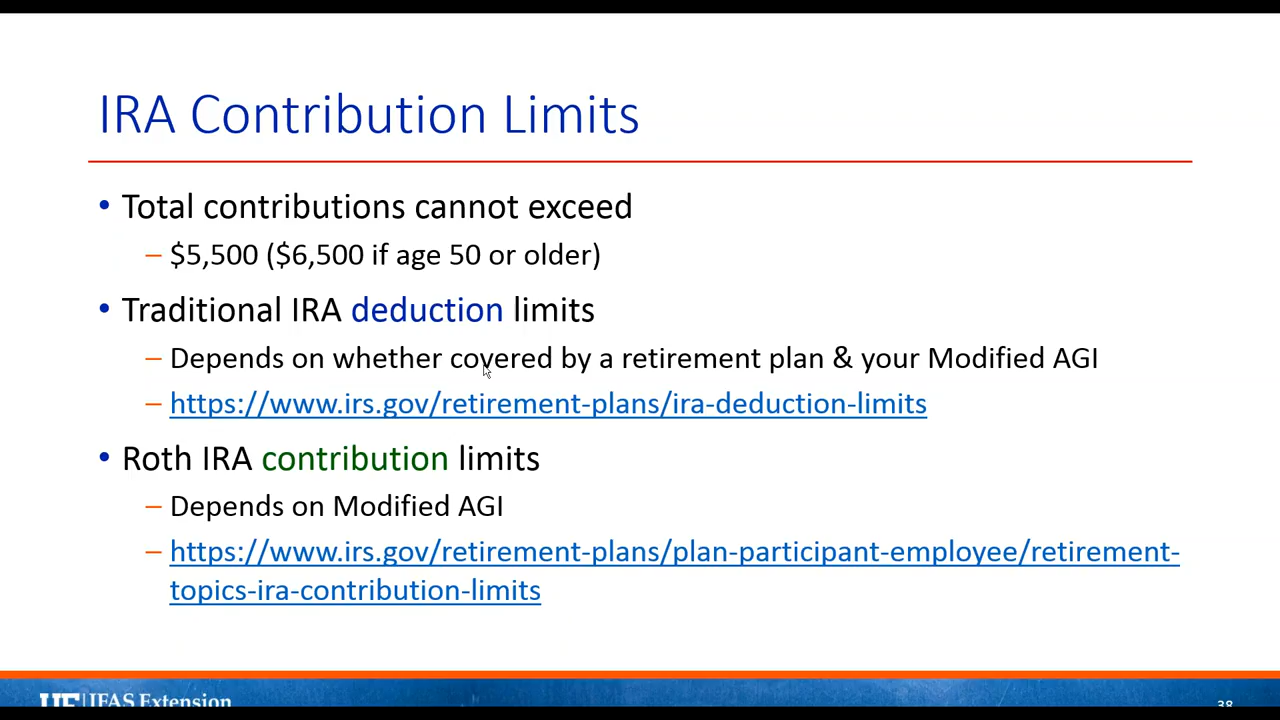 IRA Contribution Limits
• Total contributions cannot exceed
– $5,500 ($6,500 if age 50 or older)
• Traditional IRA deduction limits
– Depends on whether covered by a retirement plan & your Modified AGI
– https://www.irs.gov/retirement-plans/ira-deduction-limits
• Roth IRA contribution limits
– Depends on Modified AGI
– https://www.irs.gov/retirement-plans/plan-participant-employee/retirement-
topics-ira-contribution-limits
UF IFAS Extension
38